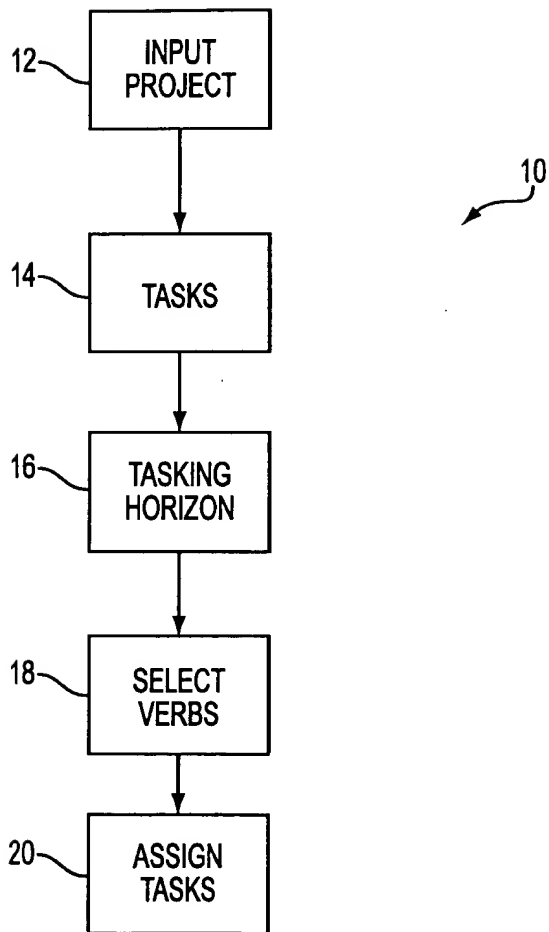 12
INPUT
PROJECT
10
14
TASKS
16
TASKING
HORIZON
18
SELECT
VERBS
20
ASSIGN
TASKS